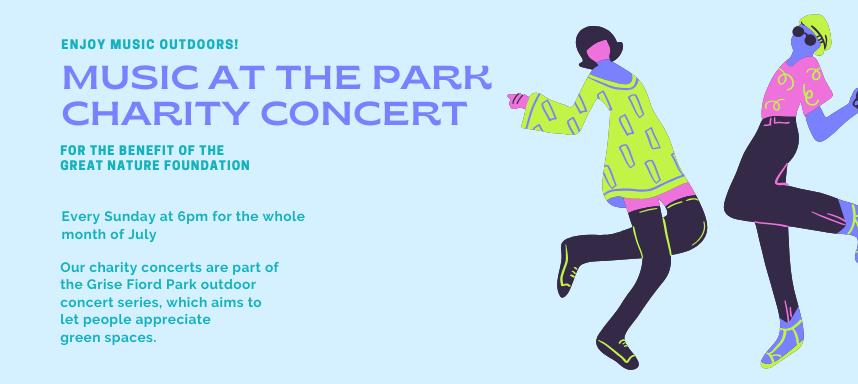 ENJOY MUSIC OUTDOORS!
MUSIC AT THE PARK
CHARITY CONCERT
FOR THE BENEFIT OF THE
GREAT NATURE FOUNDATION
Every Sunday at 6pm for the whole
month of July
Our charity concerts are part of
the Grise Fiord Park outdoor
concert series, which aims to
let people appreciate
green spaces.